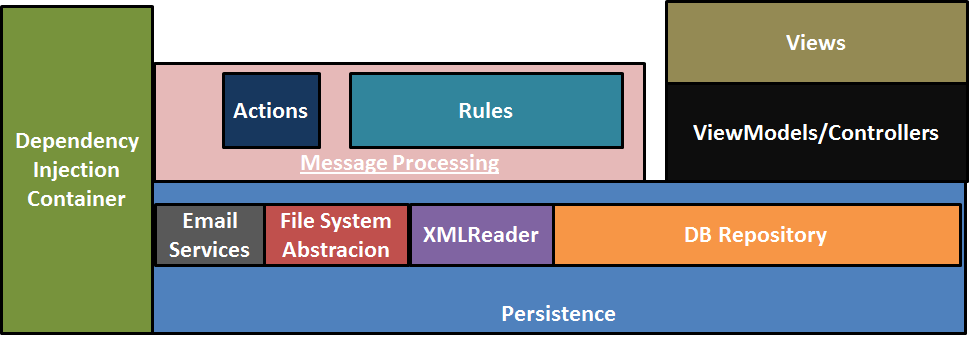 Views
Actions
Rules
ViewModels/Controllers
Dependency
Injection
Container
Message Processing
Email
Services
File System
Abstracion
XMLReader
DB Repository
Persistence